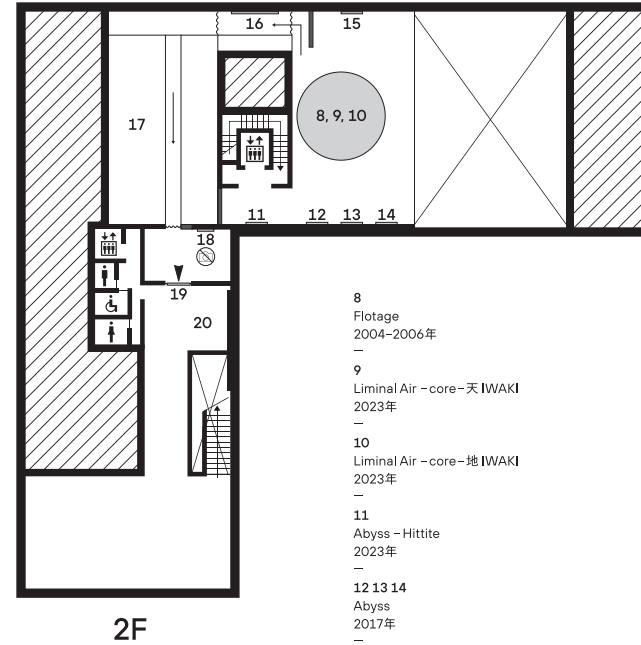 16
15
17
8, 9, 10
11
12
13
14
18
19
20
8
Flotage
2004–2006年
—
9
Liminal Air –core–天 IWAKI
2023年
—
10
Liminal Air –core–地 IWAKI
2023年
—
11
Abyss – Hittite
2023年
—
12 13 14
Abyss
2017年
—
2F